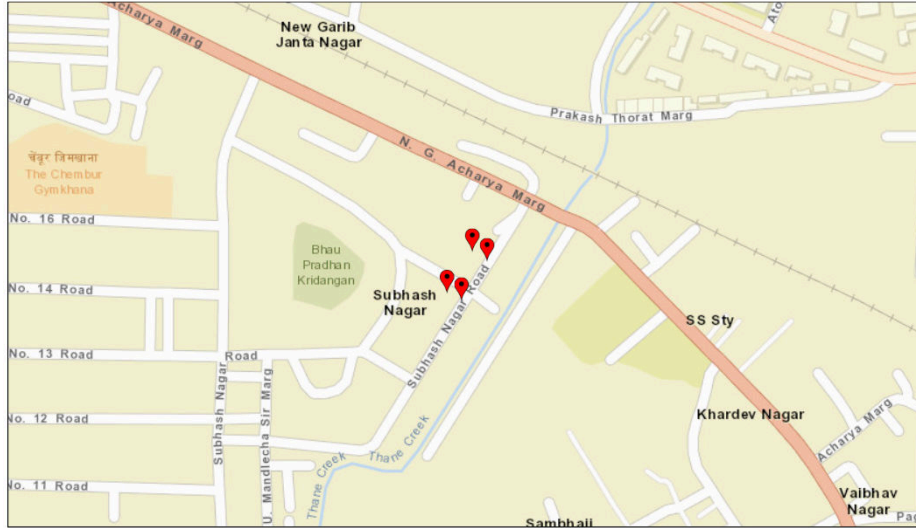 New Garib
Janta Nagar
Acharya Marg
Prakash Thorat Marg
oad
चेंबूर जिमखाना
The Chembur
Gymkhana
N. G. Acharya Marg
No. 16 Road
Bhau
Pradhan
Kridangan
No. 14 Road
Subhash
Nagar
Subhash Nagar Road
SS Sty
No. 13 Road
Road
Subhash Nagar
U. Mandlecha Sir Marg
No. 12 Road
Khardev Nagar
Acharya Marg
Thane Creek
Thane Creek
No. 11 Road
Vaibhav
Nagar
Sambhaji
Pag
Ato